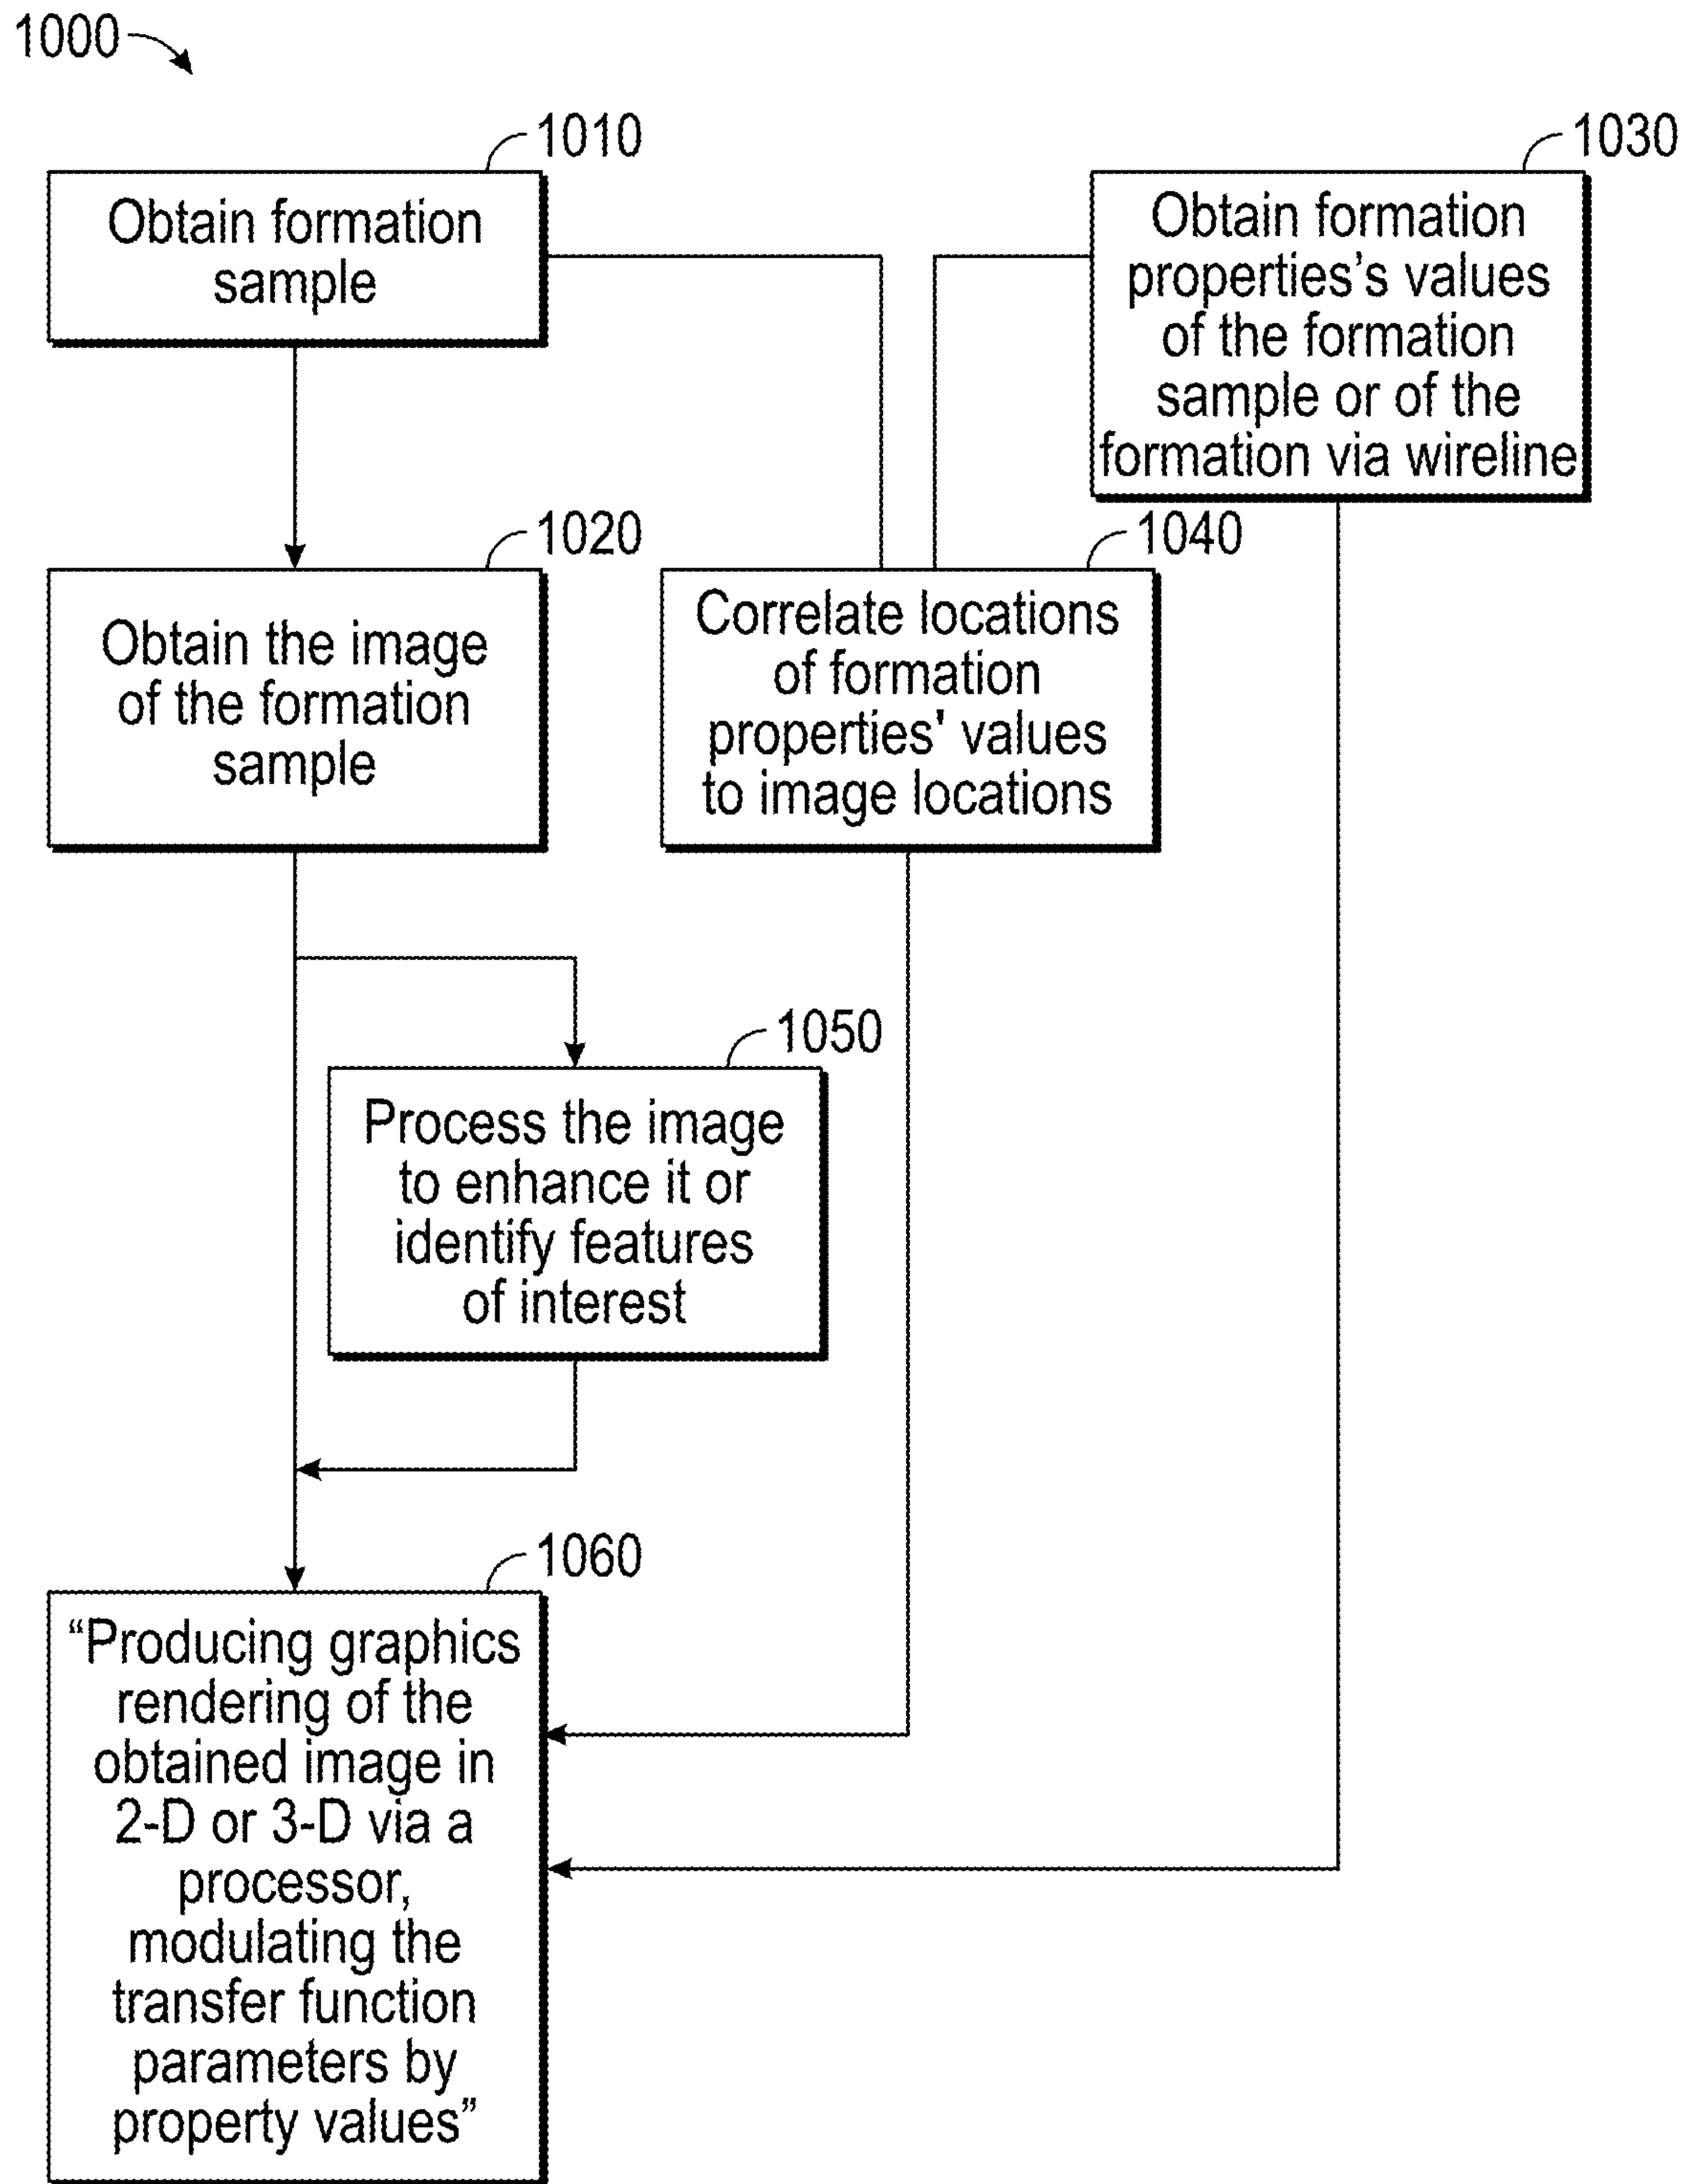 1000
1010
Obtain formation
sample
1030
Obtain formation
properties's values
of the formation
sample or of the
formation via wireline
1020
Obtain the image
of the formation
sample
1040
Correlate locations
of formation
properties' values
to image locations
1050
Process the image
to enhance it or
identify features
of interest
1060
“Producing graphics
rendering of the
obtained image in
2-D or 3-D via a
processor,
modulating the
transfer function
parameters by
property values”